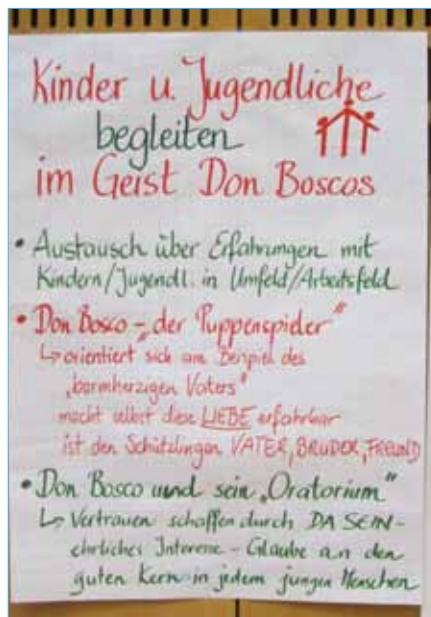 Kinder u. Jugendliche
begleiten
im Geist Don Boscos
• Austausch über Erfahrungen mit
Kindern/Jugendl. in Umfeld/Arbeitsfeld
• Don Bosco - „der Puppenspieler"
↳ orientiert sich am Beispiel des
„barmherzigen Vaters"
macht selbst diese LIEBE erfahrbar
ist den Schützlingen VATER, BRUDER, FREUND
• Don Bosco und sein „Oratorium"
↳ Vertrauen schaffen durch DA SEIN-
ehrliches Interesse - Glaube an den
guten Kern in jedem jungen Menschen